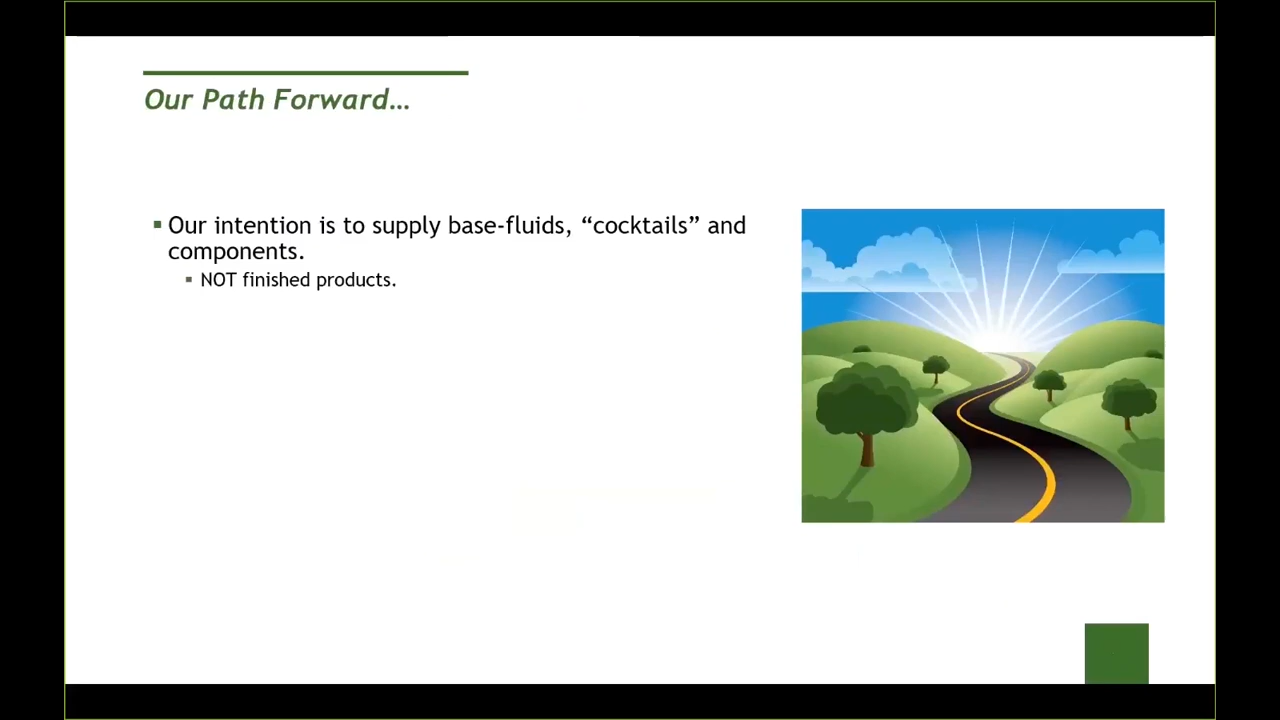 Our Path Forward…
▪ Our intention is to supply base-fluids, “cocktails” and
components.
▪ NOT finished products.